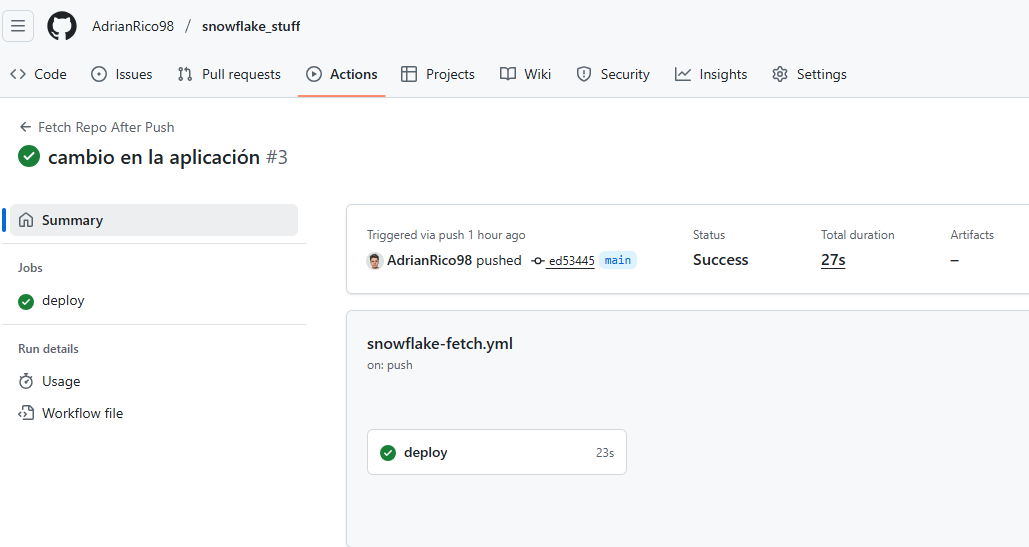 AdrianRico98 / snowflake_stuff
Code Issues Pull requests Actions Projects Wiki Security Insights Settings
Fetch Repo After Push
cambio en la aplicación #3
Summary
Jobs
deploy
Run details
Usage
Workflow file
Triggered via push 1 hour ago
AdrianRico98 pushed ed53445 main
Status
Success
Total duration
27s
Artifacts
–
snowflake-fetch.yml
on: push
deploy 23s